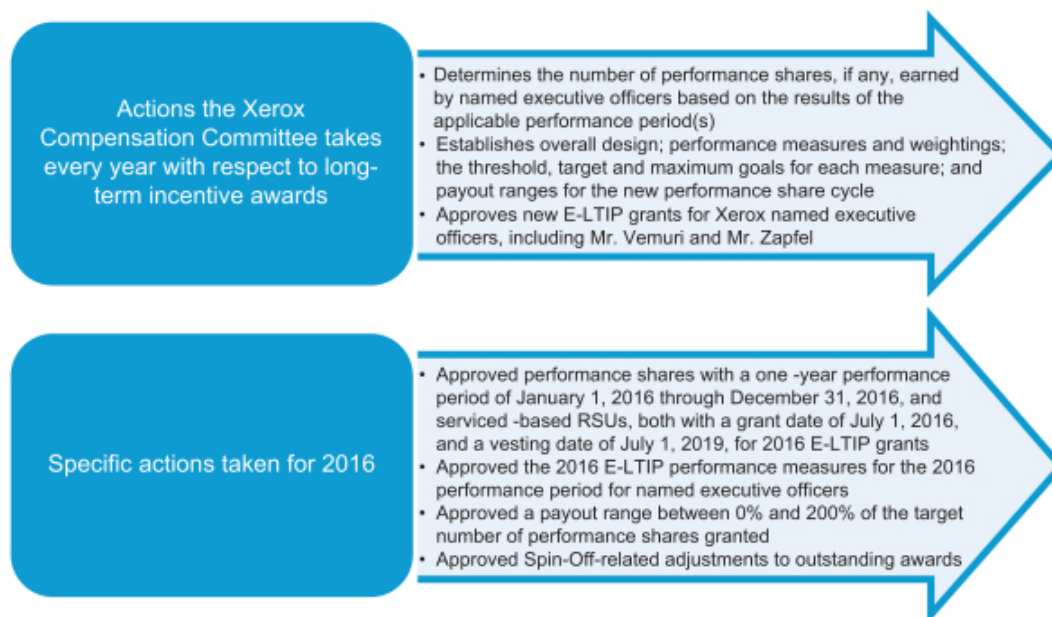 Actions the Xerox
Compensation Committee takes
every year with respect to long-
term incentive awards
• Determines the number of performance shares, if any, earned
by named executive officers based on the results of the
applicable performance period(s)
• Establishes overall design; performance measures and weightings;
the threshold, target and maximum goals for each measure; and
payout ranges for the new performance share cycle
• Approves new E-LTIP grants for Xerox named executive
officers, including Mr. Vemuri and Mr. Zapfel
Specific actions taken for 2016
• Approved performance shares with a one -year performance
period of January 1, 2016 through December 31, 2016, and
serviced -based RSUs, both with a grant date of July 1, 2016,
and a vesting date of July 1, 2019, for 2016 E-LTIP grants
• Approved the 2016 E-LTIP performance measures for the 2016
performance period for named executive officers
• Approved a payout range between 0% and 200% of the target
number of performance shares granted
• Approved Spin-Off-related adjustments to outstanding awards